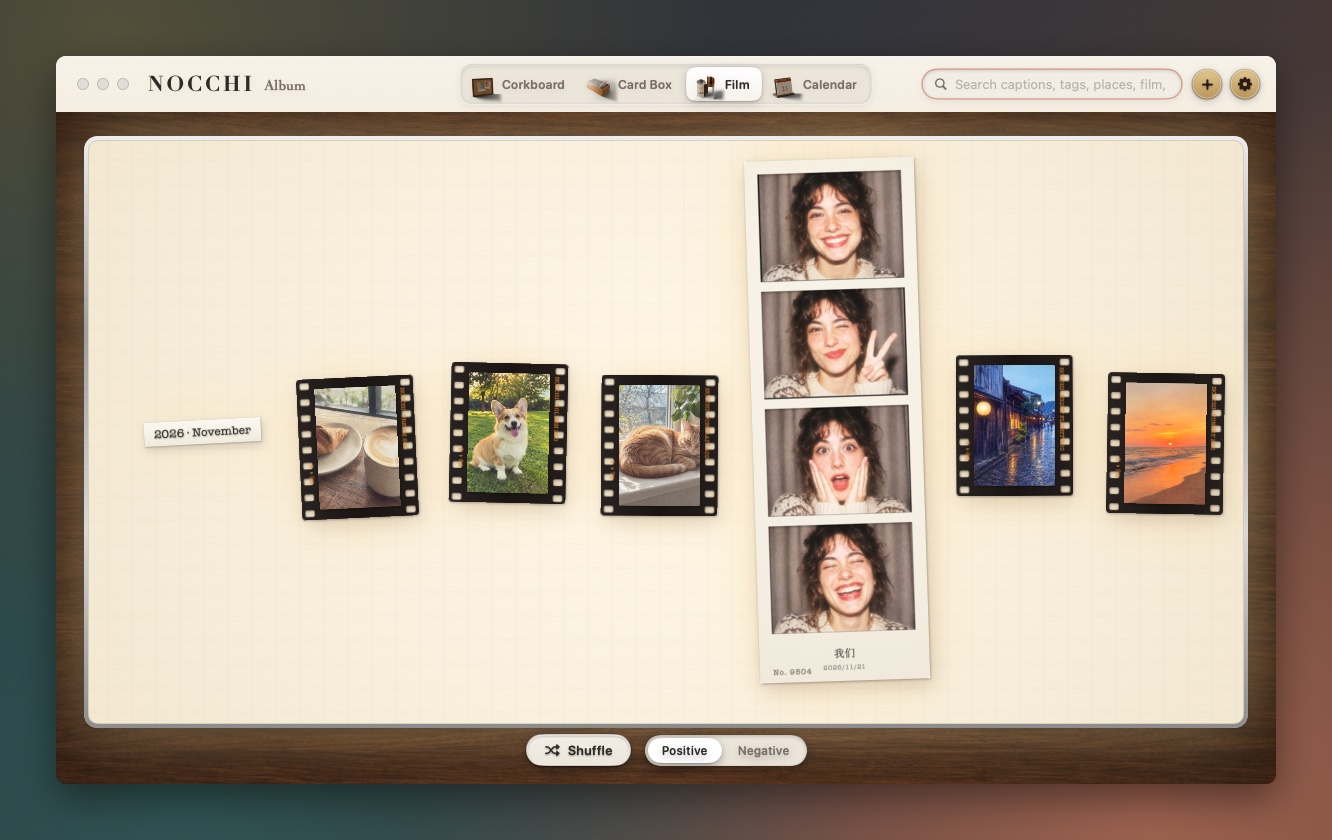 NOCCHI Album
Corkboard
Card Box
Film
Calendar
Search captions, tags, places, film,
2026 · November
我们
No. 9504
2026/11/21
Shuffle
Positive
Negative